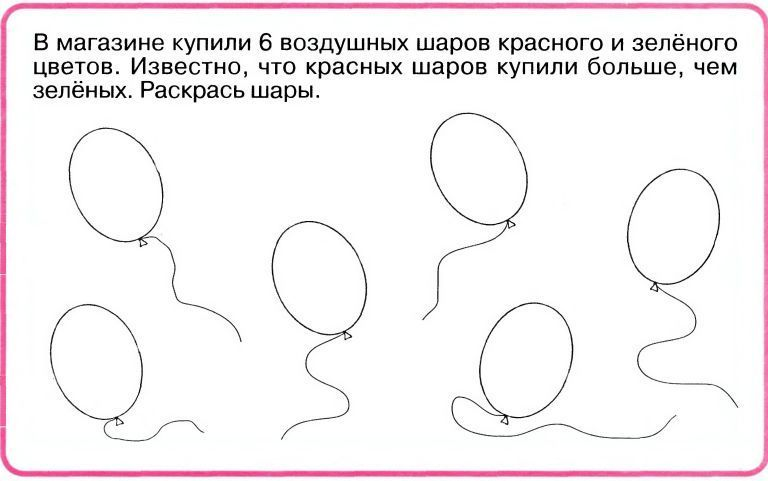 В магазине купили 6 воздушных шаров красного и зелёного
цветов. Известно, что красных шаров купили больше, чем
зелёных. Раскрась шары.